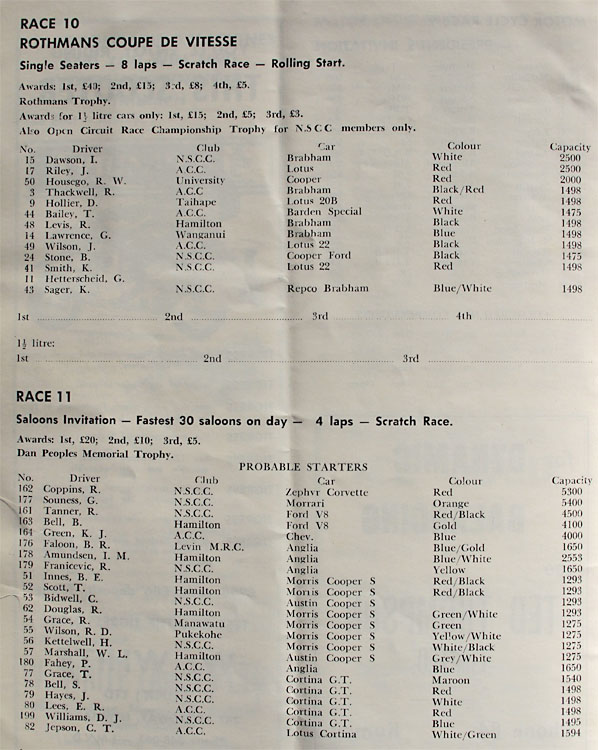 RACE 10
ROTHMANS COUPE DE VITESSE
Single Seaters — 8 laps — Scratch Race — Rolling Start.
Awards: 1st, £40; 2nd, £15; 3rd, £8; 4th, £5.
Rothmans Trophy.
Awards for 1½ litre cars only: 1st, £15; 2nd, £5; 3rd, £3.
Also Open Circuit Race Championship Trophy for N.S C C members only.
No. Driver Club Car Colour Capacity
15 Dawson, I. N.S.C.C. Brabham White 2500
17 Riley, J. A.C.C. Lotus Red 2500
50 Housego, R. W. University Cooper Red 2000
3 Thackwell, R. A.C.C Brabham Black/Red 1498
9 Hollier, D. Taihape Lotus 20B Red 1498
44 Bailey, T. A.C.C. Barden Special White 1475
48 Levis, R. Hamilton Brabham Black 1498
14 Lawrence, G. Wanganui Brabham Blue 1498
49 Wilson, J. A.C.C. Lotus 22 Black 1498
24 Stone, B. N.S.C.C. Cooper Ford Black 1475
41 Smith, K. N.S.C.C. Lotus 22 Red 1498
11 Hetterscheid, G.
43 Sager, K. N.S.C.C. Repco Brabham Blue/White 1498
1st 2nd 3rd 4th
1½ litre:
1st 2nd 3rd
RACE 11
Saloons Invitation — Fastest 30 saloons on day — 4 laps — Scratch Race.
Awards: 1st, £20; 2nd, £10; 3rd, £5.
Dan Peoples Memorial Trophy.
PROBABLE STARTERS
No. Driver Club Car Colour Capacity
162 Coppins, R. N.S.C.C. Zephyr Corvette Red 5300
177 Souness, G. N.S.C.C. Morrari Orange 5400
161 Tanner, R. N.S.C.C. Ford V8 Red/Black 4500
163 Bell, B. Hamilton Ford V8 Gold 4100
164 Green, K. J. A.C.C. Chev. Blue 4000
176 Faloon, B. R. Levin M.R.C. Anglia Blue/Gold 1650
178 Amundsen, I. M. Hamilton Anglia Blue/White 2553
179 Franicevic, R. N.S.C.C. Anglia Yellow 1650
51 Innes, B. E. Hamilton Morris Cooper S Red/Black 1293
52 Scott, T. Hamilton Morris Cooper S Red/Black 1293
53 Bidwell, C. N.S.C.C. Austin Cooper S 1293
62 Douglas, R. Hamilton Morris Cooper S Green/White 1293
54 Grace, R. Manawatu Morris Cooper S Green 1275
55 Wilson, R. D. Pukekohe Morris Cooper S Yellow/White 1275
56 Kettelwell, H. N.S.C.C. Morris Cooper S White/Black 1275
57 Marshall, W. L. Hamilton Austin Cooper S Grey/White 1275
180 Fahey, P. A.C.C. Anglia Blue 1650
77 Grace, T. N.S.C.C. Cortina G.T. Maroon 1540
78 Bell, S. N.S.C.C. Cortina G.T. Red 1498
79 Hayes, J. N.S.C.C. Cortina G.T. White 1498
80 Lees, E. R. A.C.C. Cortina G.T. Red 1498
199 Williams, D. J. N.S.C.C. Cortina G.T. Blue 1495
82 Jepson, C. T. A.C.C. Lotus Cortina White/Green 1594